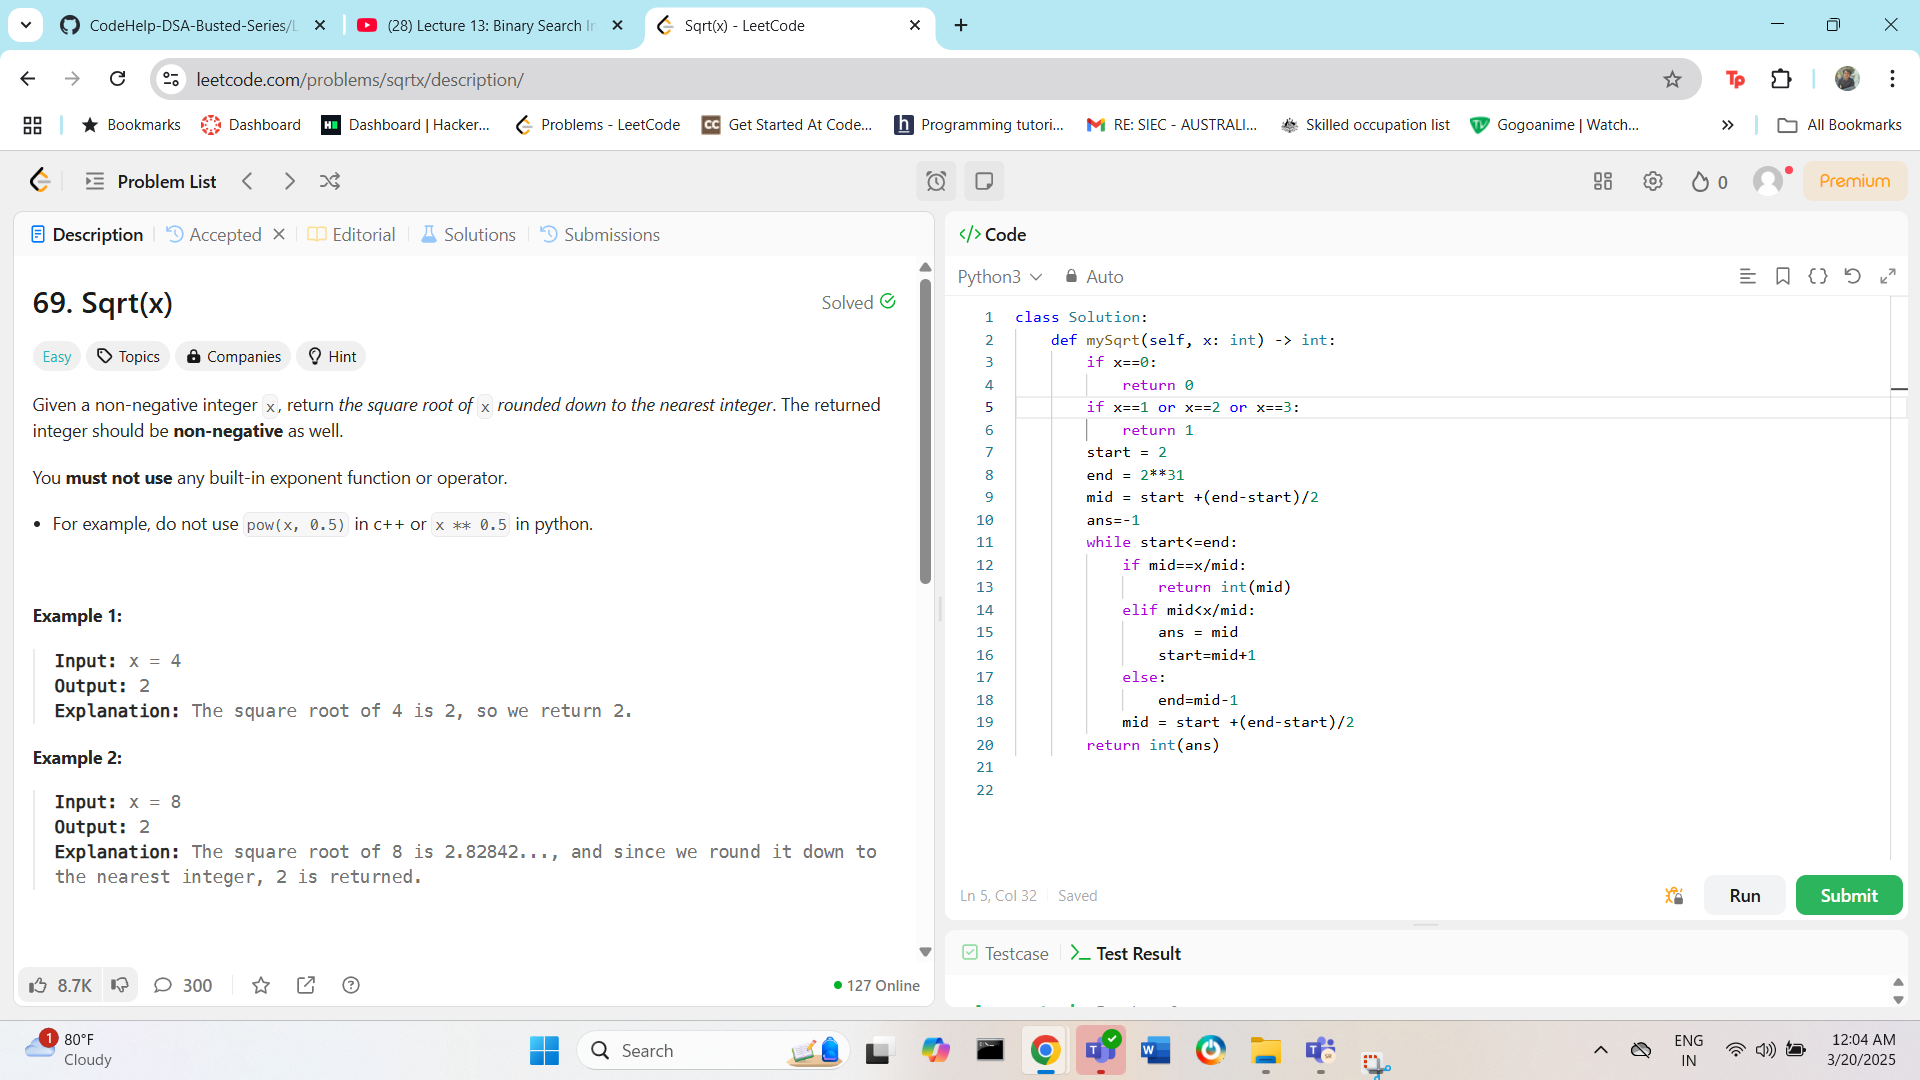 CodeHelp-DSA-Busted-Series/L
(28) Lecture 13: Binary Search In
Sqrt(x) - LeetCode
leetcode.com/problems/sqrtx/description/
Tp
Bookmarks
Dashboard
Dashboard | Hacker...
Problems - LeetCode
Get Started At Code...
Programming tutori...
RE: SIEC - AUSTRALI...
Skilled occupation list
Gogoanime | Watch...
All Bookmarks
Problem List
0
Premium
Description
Accepted
Editorial
Solutions
Submissions
69. Sqrt(x)
Solved
Easy
Topics
Companies
Hint
Given a non-negative integer x, return the square root of x rounded down to the nearest integer. The returned
integer should be non-negative as well.
You must not use any built-in exponent function or operator.
• For example, do not use pow(x, 0.5) in c++ or x ** 0.5 in python.
Example 1:
Input: x = 4
Output: 2
Explanation: The square root of 4 is 2, so we return 2.
Example 2:
Input: x = 8
Output: 2
Explanation: The square root of 8 is 2.82842..., and since we round it down to
the nearest integer, 2 is returned.
8.7K
300
127 Online
</> Code
Python3
Auto
1 class Solution:
2 def mySqrt(self, x: int) -> int:
3 if x==0:
4 return 0
5 if x==1 or x==2 or x==3:
6 return 1
7 start = 2
8 end = 2**31
9 mid = start +(end-start)/2
10 ans=-1
11 while start<=end:
12 if mid==x/mid:
13 return int(mid)
14 elif mid<x/mid:
15 ans = mid
16 start=mid+1
17 else:
18 end=mid-1
19 mid = start +(end-start)/2
20 return int(ans)
21
22
Ln 5, Col 32
Saved
Run
Submit
Testcase
Test Result
1
80°F
Cloudy
Search
ENG
IN
12:04 AM
3/20/2025